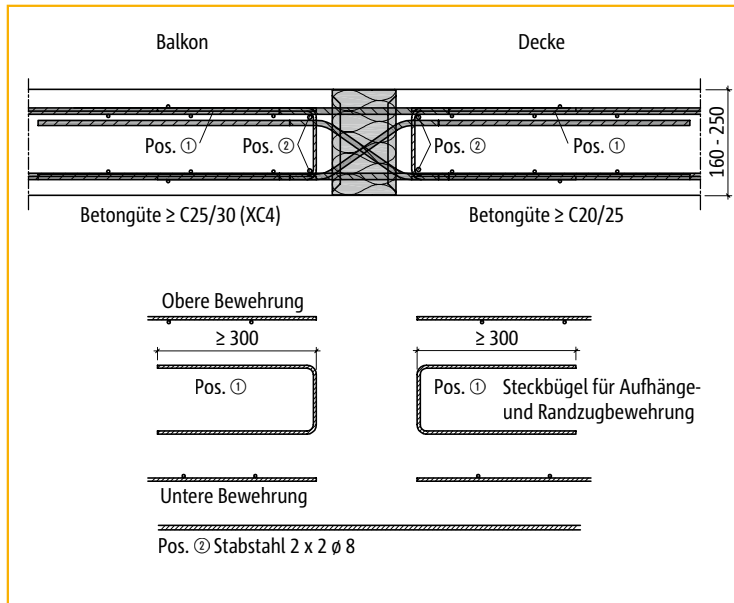 Balkon
Decke
Pos. ①
Pos. ②
Pos. ②
Pos. ①
160 - 250
Betongüte ≥ C25/30 (XC4)
Betongüte ≥ C20/25
Obere Bewehrung
≥ 300
≥ 300
Pos. ①
Pos. ① Steckbügel für Aufhänge-
und Randzugbewehrung
Untere Bewehrung
Pos. ② Stabstahl 2 x 2 ø 8